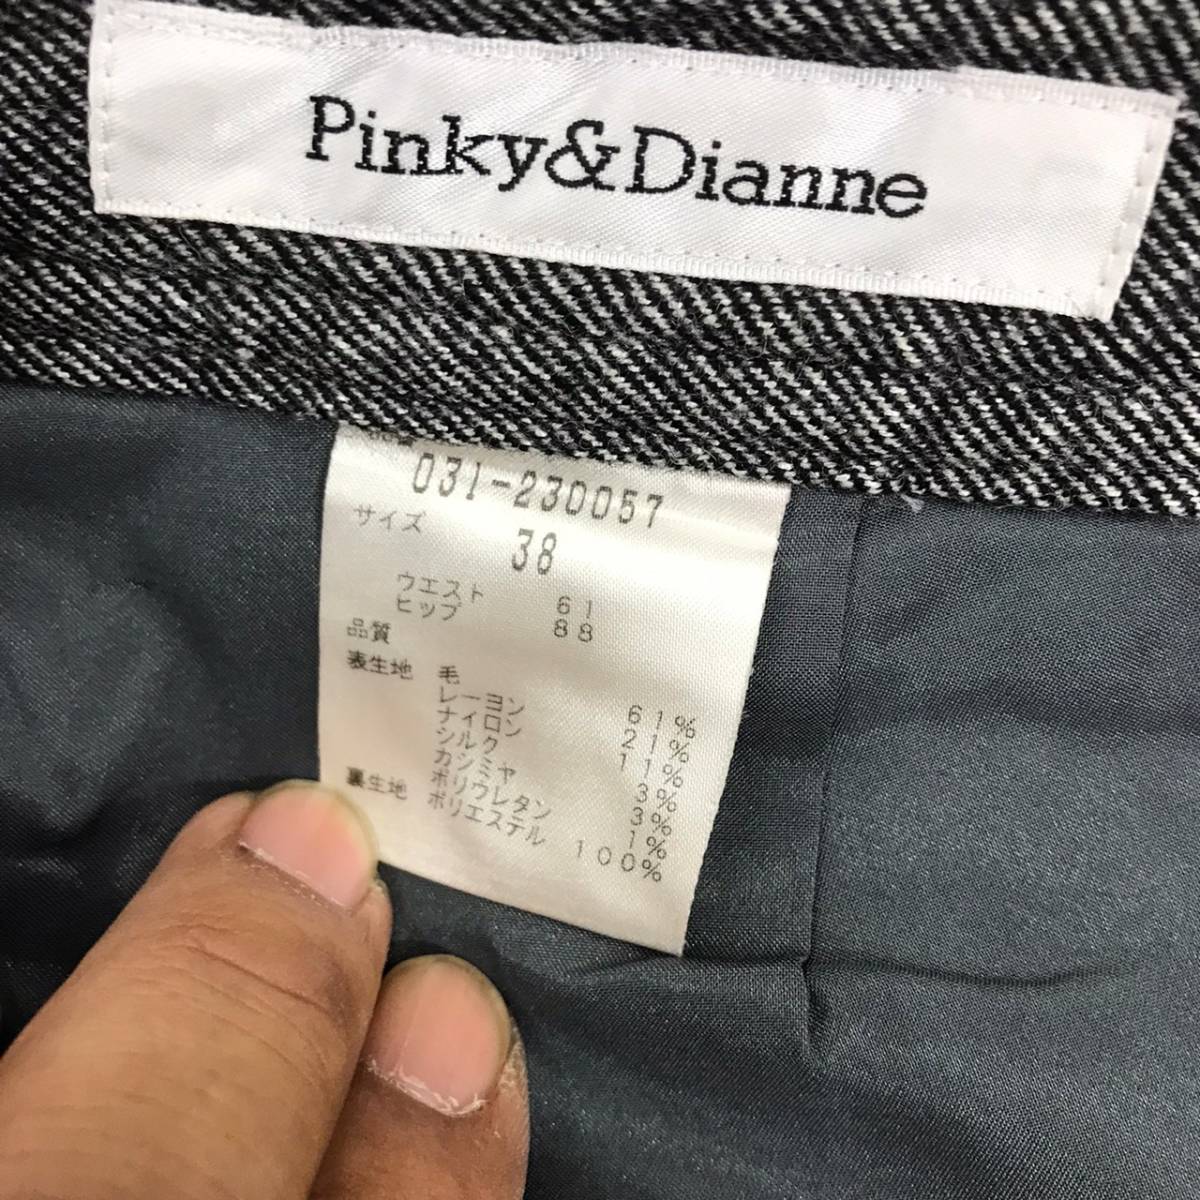 Pinky&Dianne
031-230057
サイズ 38
ウエスト 61
ヒップ 88
品質
表生地 毛 61%
レーヨン 21%
ナイロン 11%
シルク 3%
カシミヤ 3%
ポリウレタン 1%
裏生地 ポリエステル 100%